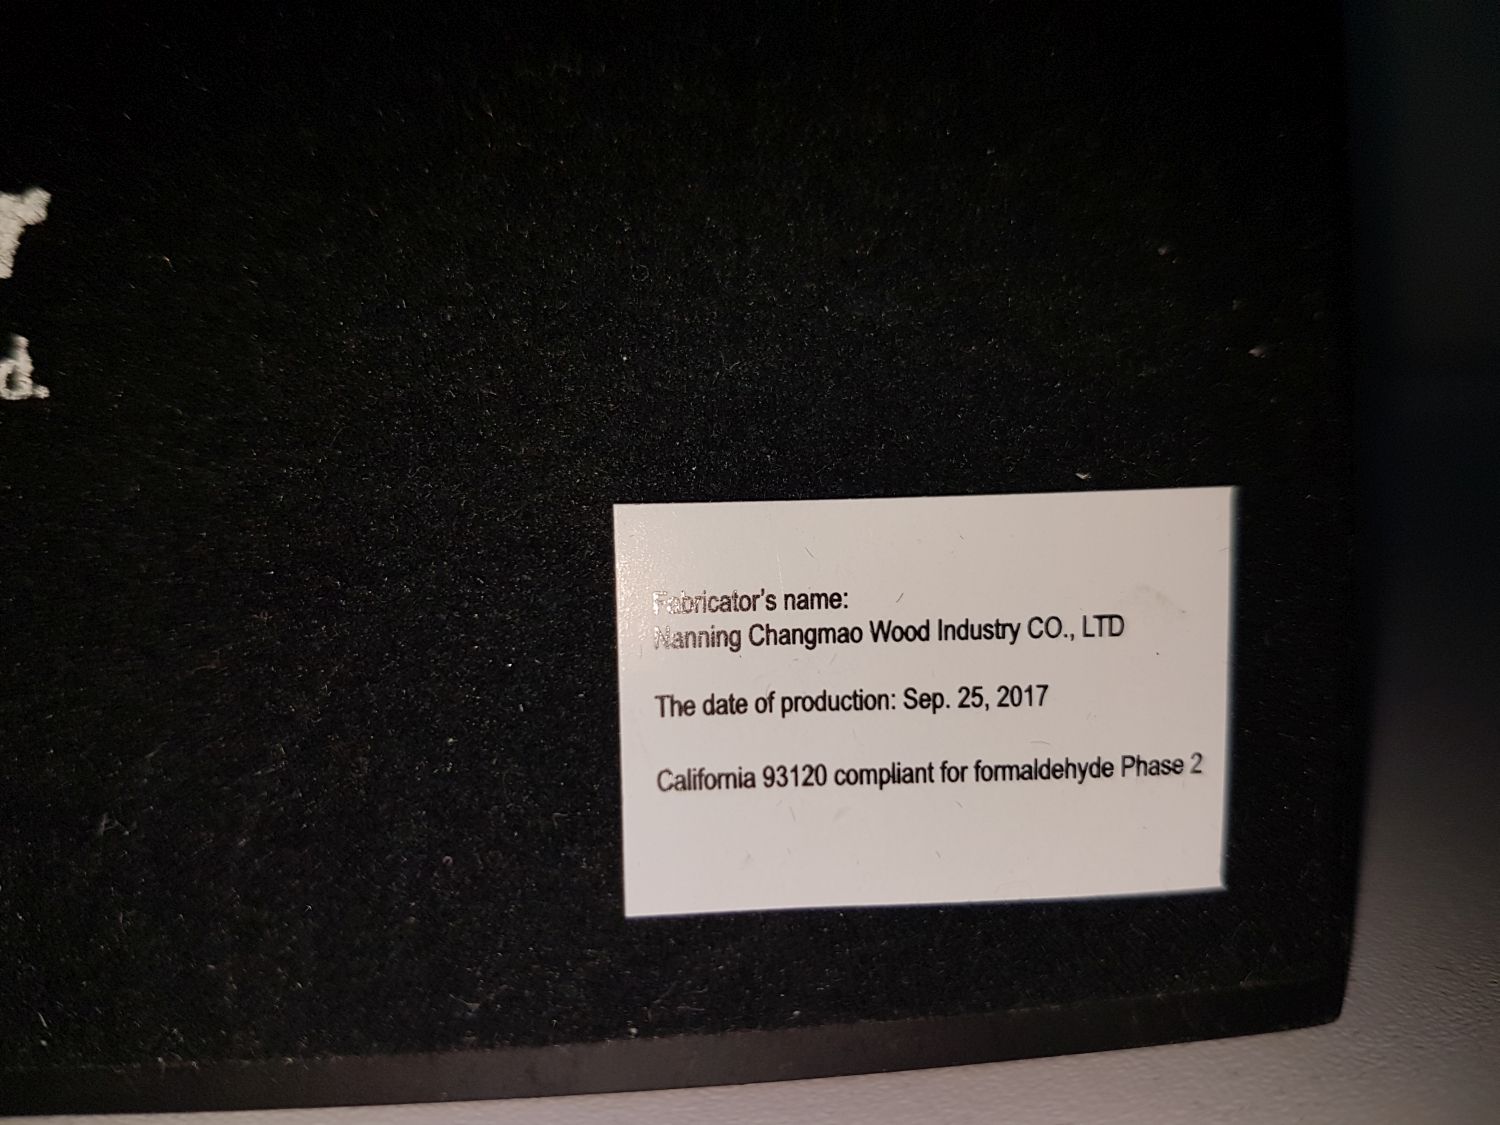 d.
Fabricator's name:
Nanning Changmao Wood Industry CO., LTD
The date of production: Sep. 25, 2017
California 93120 compliant for formaldehyde Phase 2